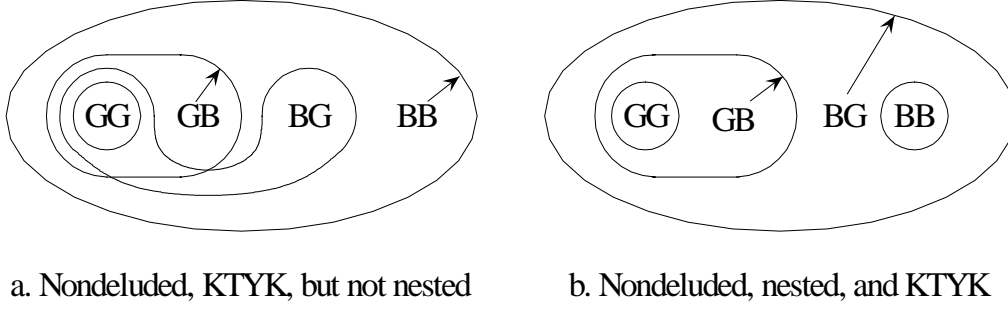 GG GB BG BB
GG GB BG BB
a. Nondeluded, KTYK, but not nested
b. Nondeluded, nested, and KTYK